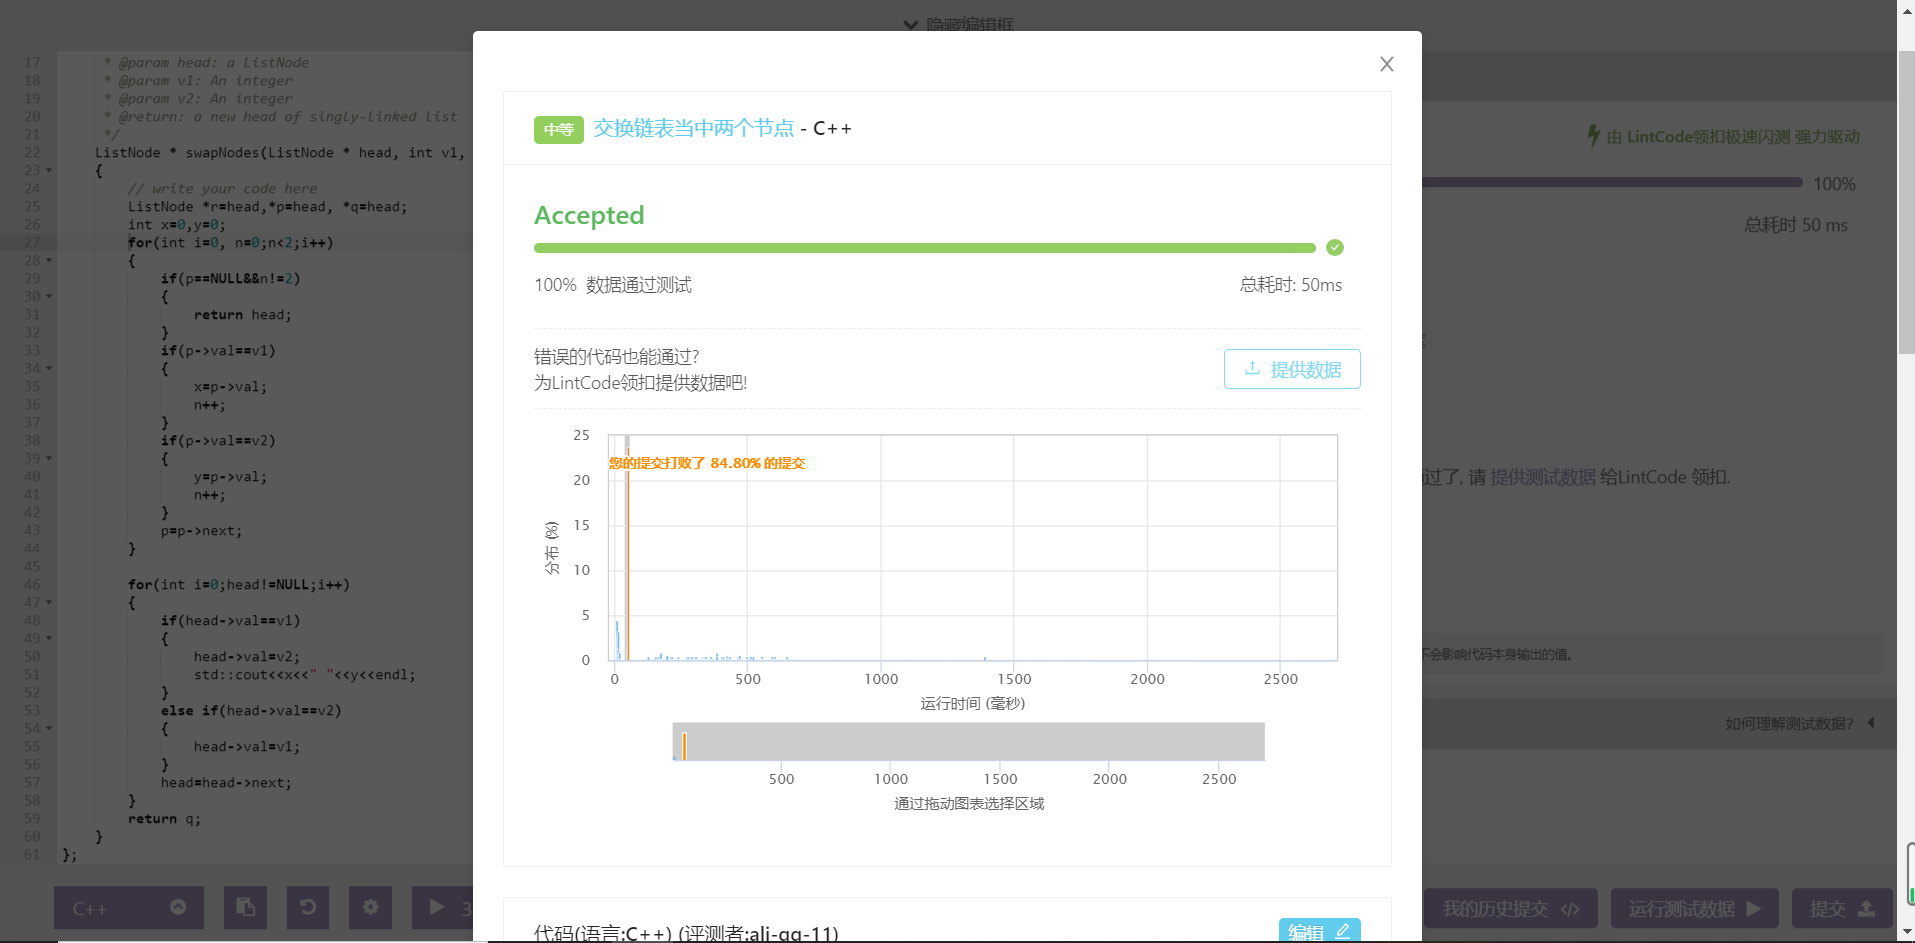 隐藏编辑框
17 * @param head: a ListNode
18 * @param v1: An integer
19 * @param v2: An integer
20 * @return: a new head of singly-linked list
21 */
22 ListNode * swapNodes(ListNode * head, int v1,
23 {
24 // write your code here
25 ListNode *r=head,*p=head, *q=head;
26 int x=0,y=0;
27 for(int i=0, n=0;n<2;i++)
28 {
29 if(p==NULL&&n!=2)
30 {
31 return head;
32 }
33 if(p->val==v1)
34 {
35 x=p->val;
36 n++;
37 }
38 if(p->val==v2)
39 {
40 y=p->val;
41 n++;
42 }
43 p=p->next;
44 }
45
46 for(int i=0;head!=NULL;i++)
47 {
48 if(head->val==v1)
49 {
50 head->val=v2;
51 std::cout<<x<<" "<<y<<endl;
52 }
53 else if(head->val==v2)
54 {
55 head->val=v1;
56 }
57 head=head->next;
58 }
59 return q;
60 }
61 };
C++
3
中等 交换链表当中两个节点 - C++
Accepted
100% 数据通过测试
总耗时: 50ms
错误的代码也能通过?
为LintCode领扣提供数据吧!
提供数据
25
20
15
10
5
0
分布 (%)
您的提交打败了 84.80% 的提交
0 500 1000 1500 2000 2500
运行时间 (毫秒)
500 1000 1500 2000 2500
通过拖动图表选择区域
代码(语言:C++) (评测者:ali-qq-11)
编辑
由 LintCode领扣极速闪测 强力驱动
100%
总耗时 50 ms
过了, 请 提供测试数据 给LintCode 领扣.
不会影响代码本身输出的值。
如何理解测试数据?
我的历史提交
运行测试数据
提交